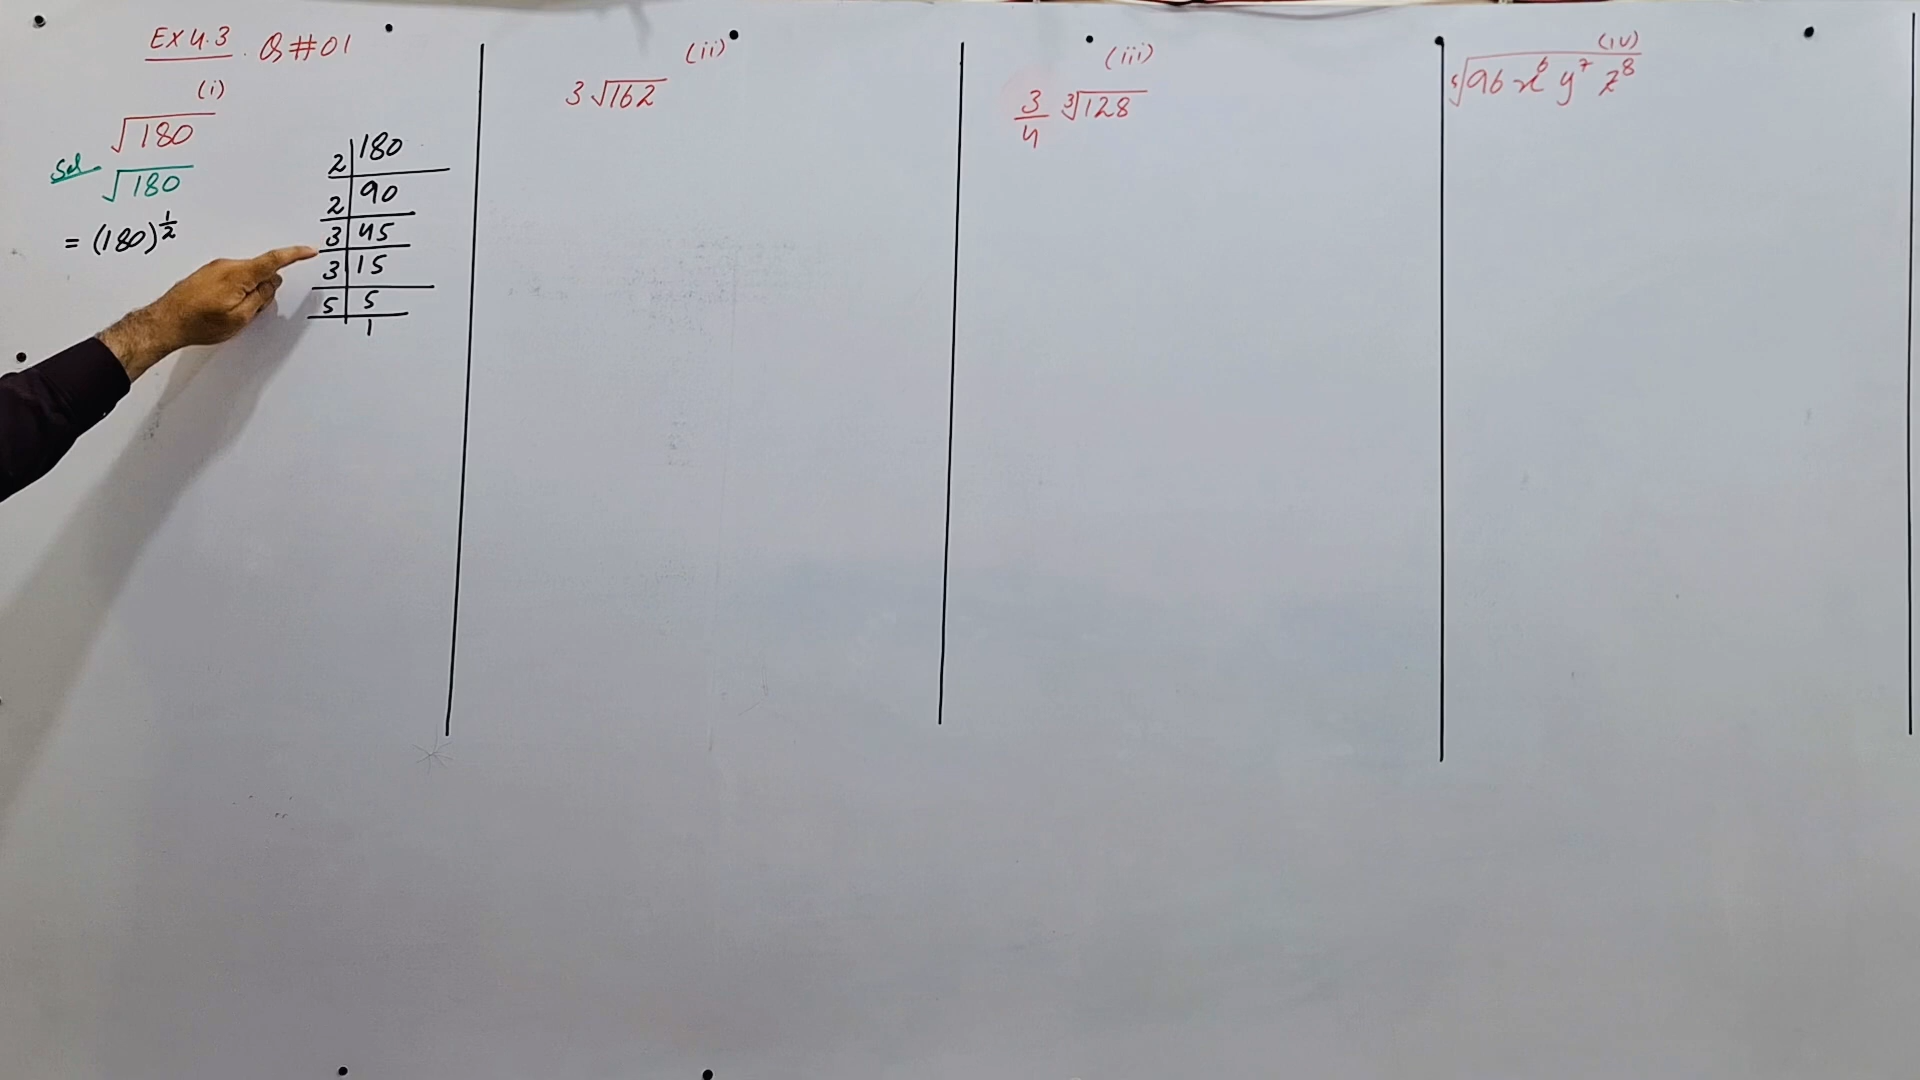 Ex 4.3 . Q #01
(i)
√180
Sol
√180
= (180)^1/2
2 | 180
2 | 90
3 | 45
3 | 15
5 | 5
1
(ii)
3 √162
(iii)
3/4 ³√128
(iv)
⁵√96 x⁶ y⁷ z⁸